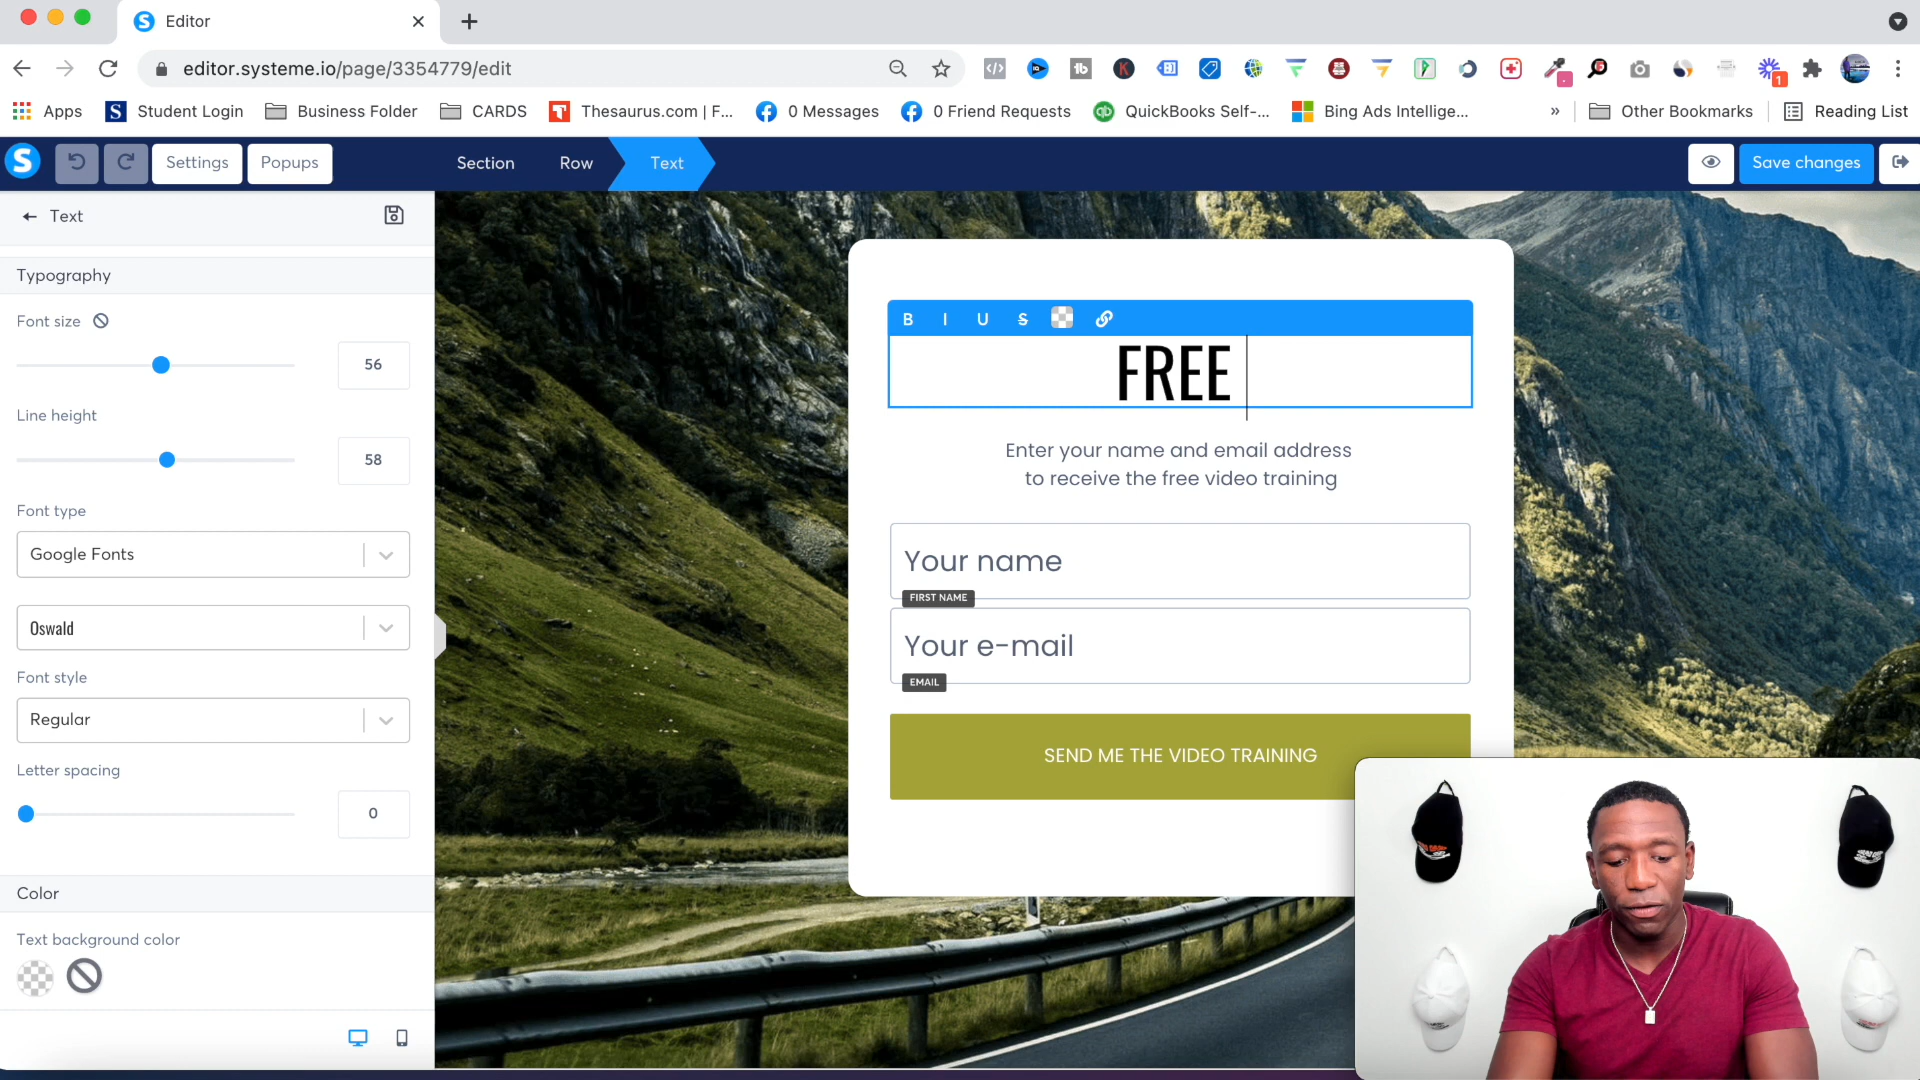 Editor
editor.systeme.io/page/3354779/edit
Apps
Student Login
Business Folder
CARDS
Thesaurus.com | F...
0 Messages
0 Friend Requests
QuickBooks Self-...
Bing Ads Intellige...
»
Other Bookmarks
Reading List
Settings
Popups
Section
Row
Text
Save changes
Text
Typography
Font size
56
Line height
58
Font type
Google Fonts
Oswald
Font style
Regular
Letter spacing
0
Color
Text background color
B I U S
FREE
Enter your name and email address
to receive the free video training
Your name
FIRST NAME
Your e-mail
EMAIL
SEND ME THE VIDEO TRAINING